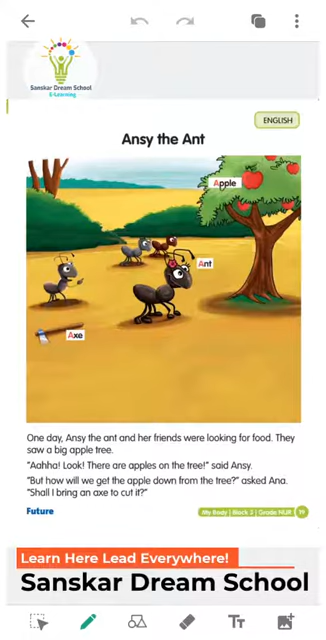 Sanskar Dream School
E-Learning
ENGLISH
Ansy the Ant
Apple
Ant
Axe
One day, Ansy the ant and her friends were looking for food. They
saw a big apple tree.
"Aahha! Look! There are apples on the tree!" said Ansy.
"But how will we get the apple down from the tree?" asked Ana.
"Shall I bring an axe to cut it?"
Future
My Body | Block 3 | Grade NUR 19
Learn Here Lead Everywhere!
Sanskar Dream School
Tт